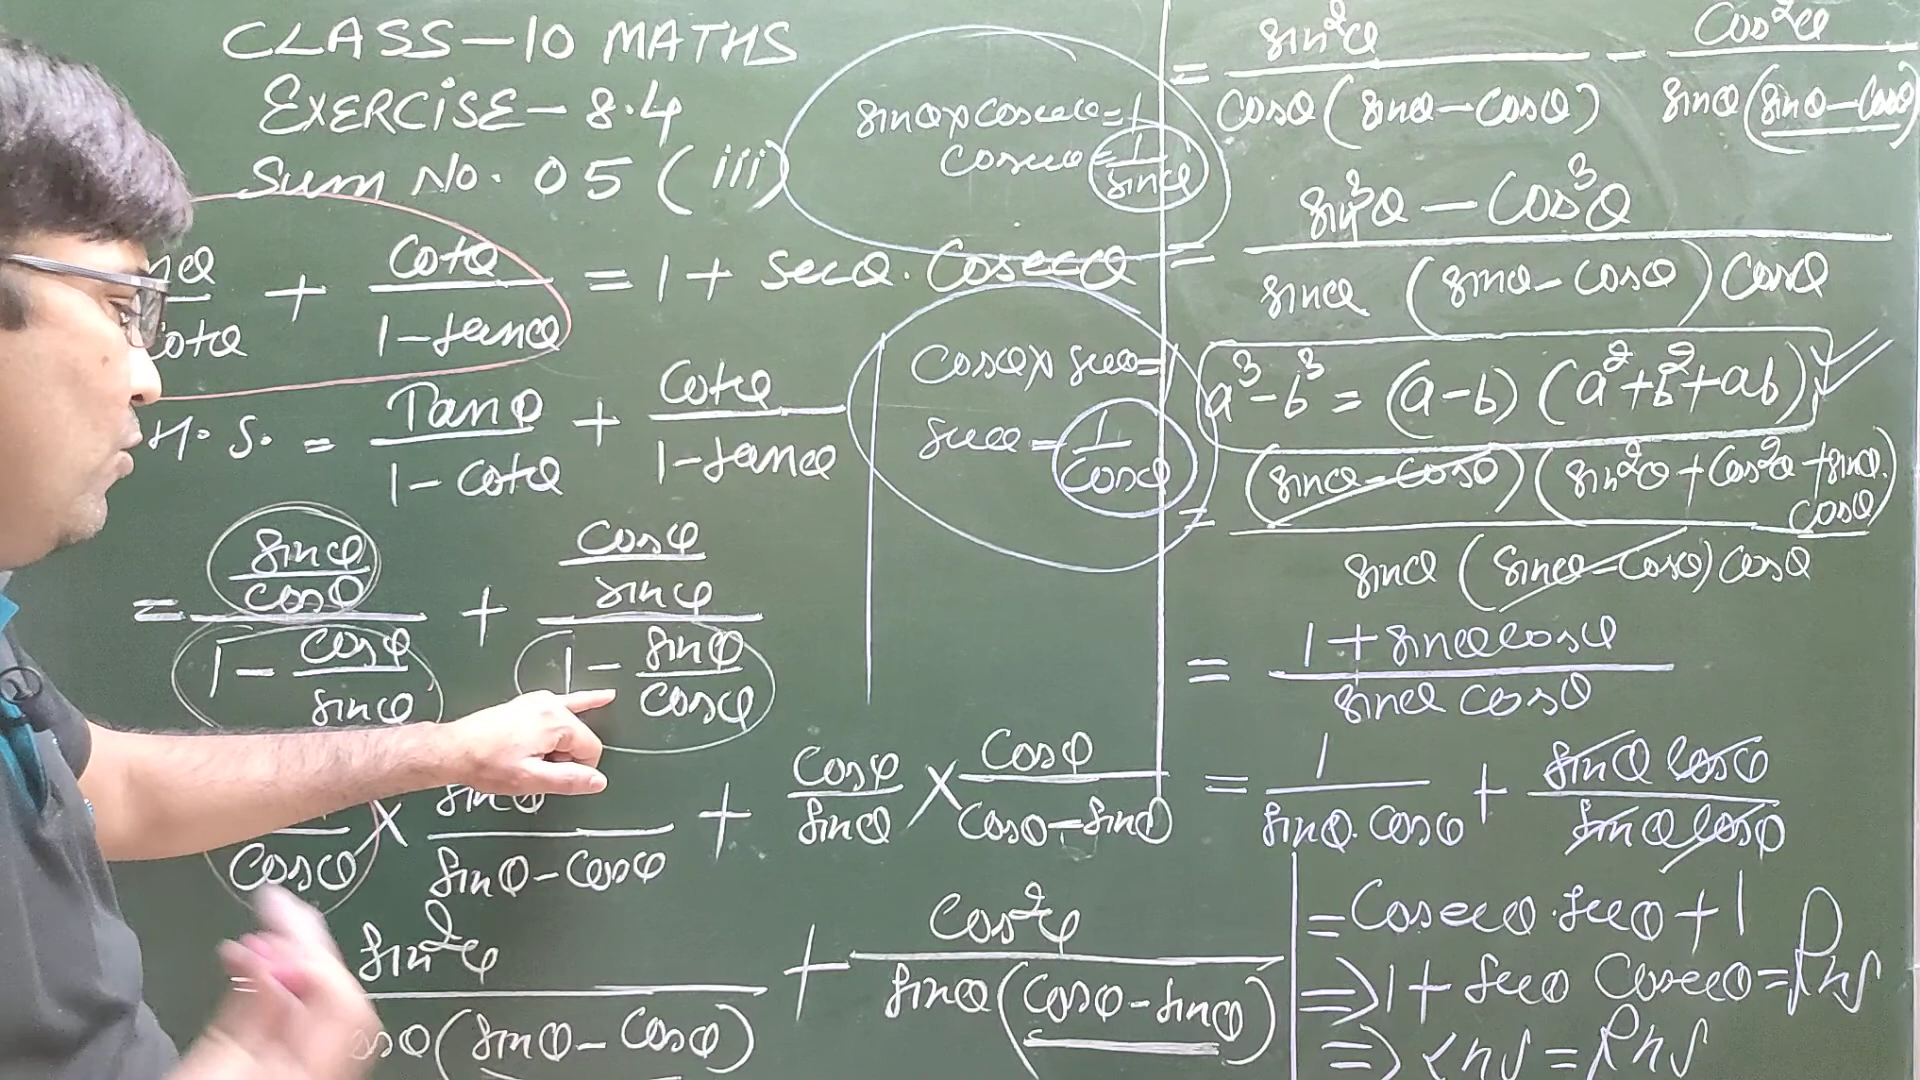 CLASS-10 MATHS
EXERCISE-8.4
Sum No. 05 (iii)
nθ/cotθ + cotθ/1-tanθ = 1 + secθ.cosecθ
H.S. = Tanθ/1-cotθ + cotθ/1-tanθ
= sinθ/cosθ/1-cosθ/sinθ + cosθ/sinθ/1-sinθ/cosθ
cosθ × sinθ/sinθ-cosθ + cosθ/sinθ × cosθ/cosθ-sinθ
= sin²θ/cosθ(sinθ-cosθ) + cos²θ/sinθ(cosθ-sinθ)
sinθ×cosecθ=1
cosecθ=1/sinθ
cosθ×secθ=1
secθ=1/cosθ
= sin²θ/cosθ(sinθ-cosθ) - cos²θ/sinθ(sinθ-cosθ)
= sin³θ-cos³θ/sinθ(sinθ-cosθ)cosθ
a³-b³=(a-b)(a²+b²+ab)
= (sinθ-cosθ)(sin²θ+cos²θ+sinθ.cosθ)/sinθ(sinθ-cosθ)cosθ
= 1+sinθcosθ/sinθcosθ
= 1/sinθ.cosθ + sinθcosθ/sinθcosθ
= cosecθ.secθ+1
⇒ 1+secθ cosecθ=Rhs
⇒ Lhs=Rhs